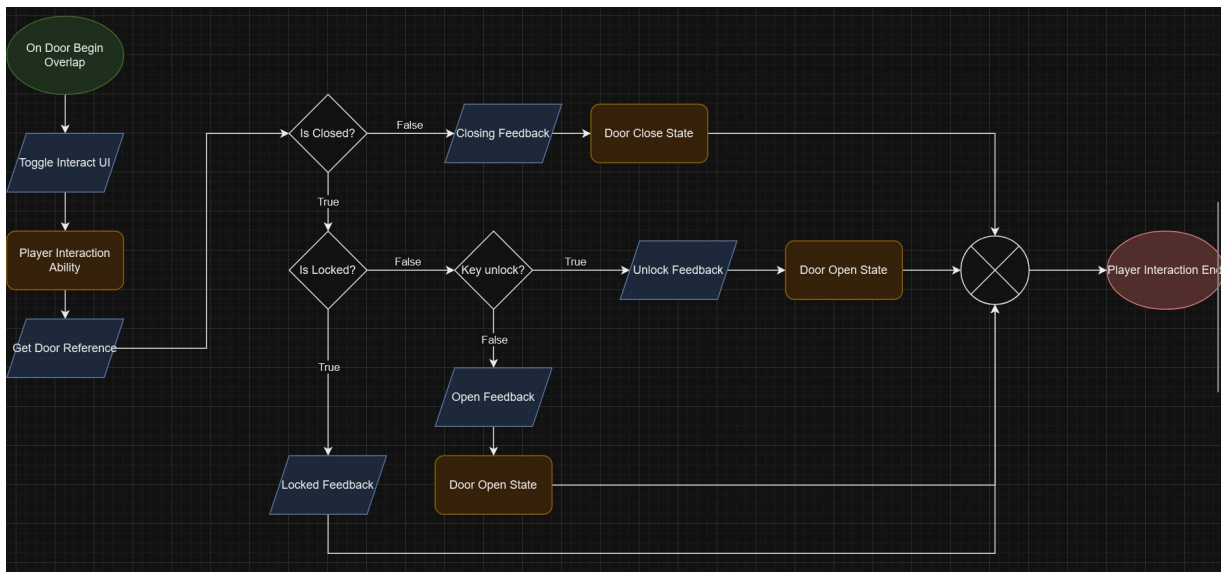 On Door Begin
Overlap
Toggle Interact UI
Player Interaction
Ability
Get Door Reference
Is Closed?
False
Closing Feedback
Door Close State
True
Is Locked?
False
Key unlock?
True
Unlock Feedback
Door Open State
Player Interaction End
False
True
Open Feedback
Locked Feedback
Door Open State